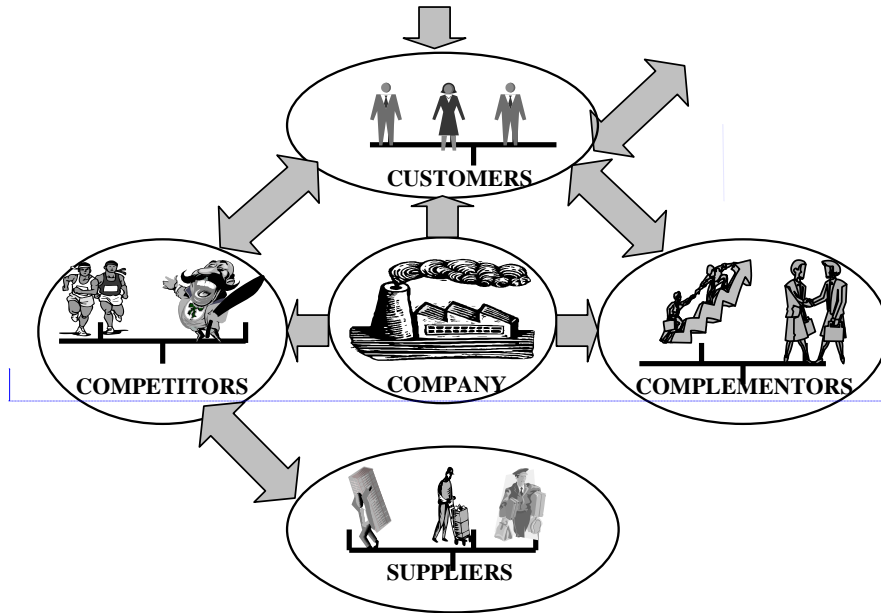 CUSTOMERS
COMPETITORS
COMPANY
COMPLEMENTORS
SUPPLIERS